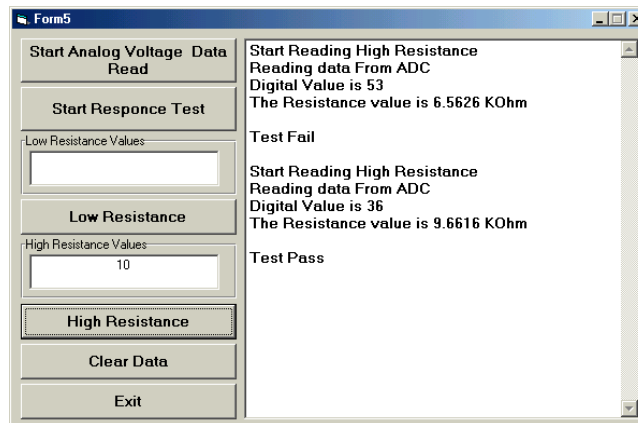 Form5
Start Analog Voltage Data
Read
Start Responce Test
Low Resistance Values
Low Resistance
High Resistance Values
10
High Resistance
Clear Data
Exit
Start Reading High Resistance
Reading data From ADC
Digital Value is 53
The Resistance value is 6.5626 KOhm
Test Fail
Start Reading High Resistance
Reading data From ADC
Digital Value is 36
The Resistance value is 9.6616 KOhm
Test Pass